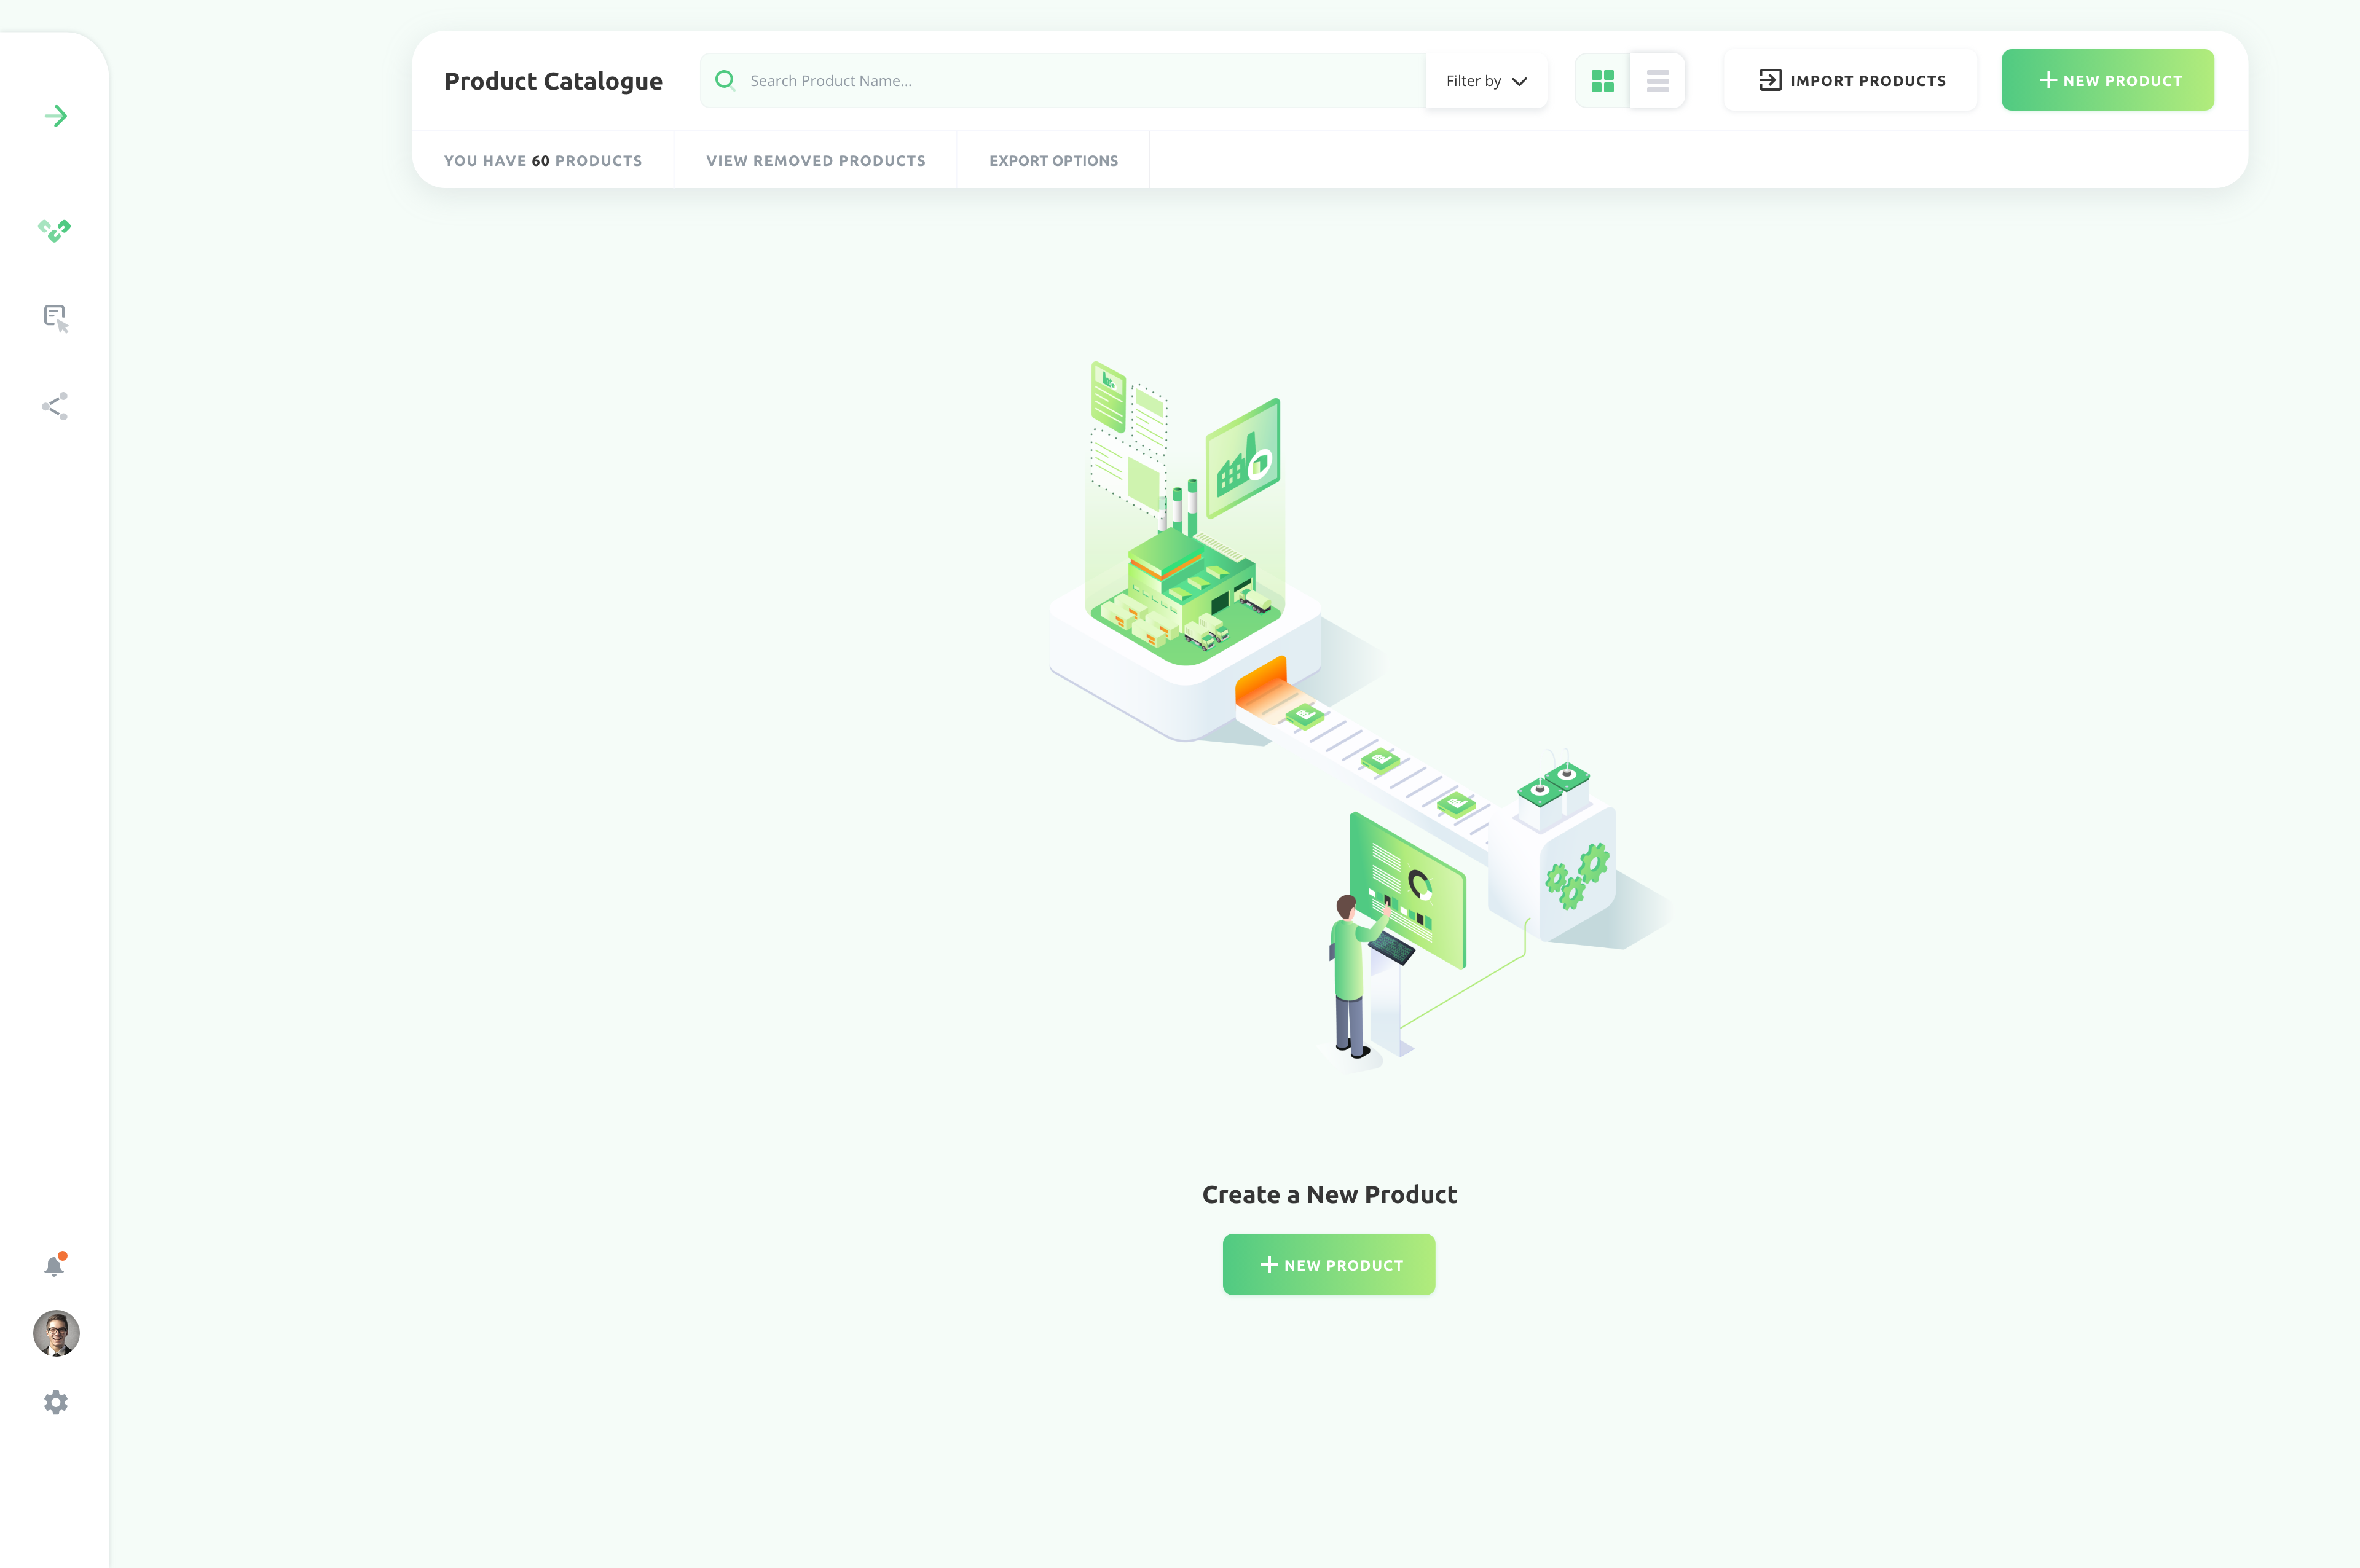 Product Catalogue
Search Product Name...
Filter by
IMPORT PRODUCTS
NEW PRODUCT
YOU HAVE 60 PRODUCTS
VIEW REMOVED PRODUCTS
EXPORT OPTIONS
Create a New Product
NEW PRODUCT